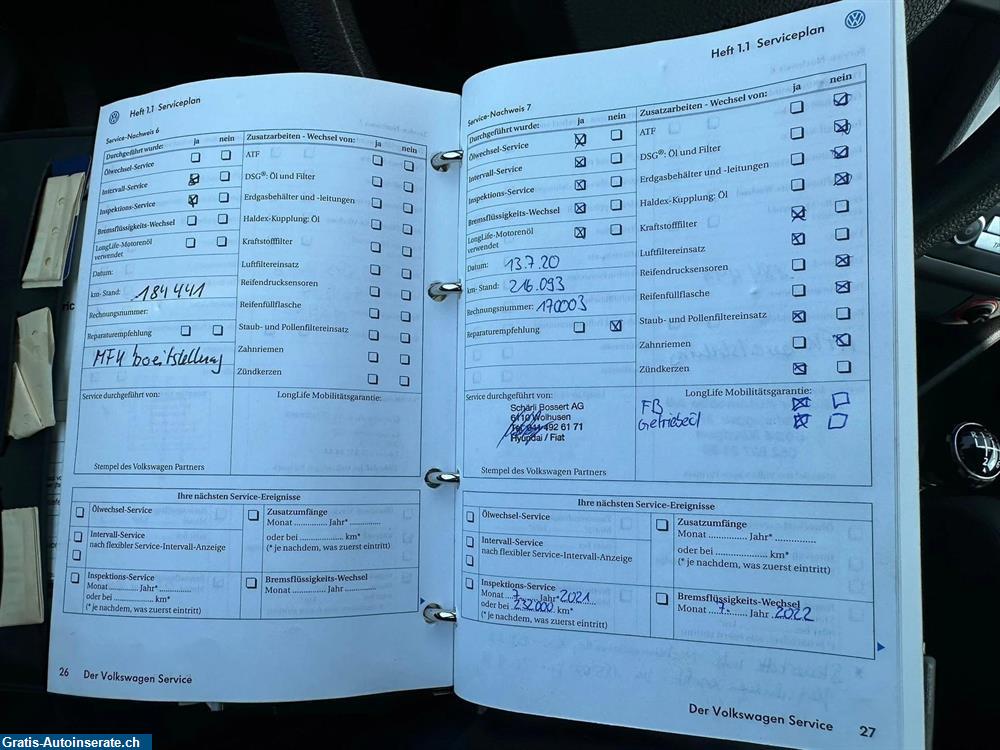 Heft 1.1 Serviceplan
Service-Nachweis 6
Durchgeführt wurde: ja nein
Ölwechsel-Service
Intervall-Service
Inspektions-Service
Bremsflüssigkeits-Wechsel
LongLife-Motorenöl
verwendet
Datum:
km-Stand: 184441
Rechnungsnummer:
Reparaturempfehlung
MFK
Service durchgeführt von:
Stempel des Volkswagen Partners
Zusatzarbeiten - Wechsel von: ja nein
ATF
DSG®: Öl und Filter
Erdgasbehälter und -leitungen
Haldex-Kupplung: Öl
Kraftstofffilter
Luftfiltereinsatz
Reifendrucksensoren
Reifenfüllflasche
Staub- und Pollenfiltereinsatz
Zahnriemen
Zündkerzen
LongLife Mobilitätsgarantie:
Ihre nächsten Service-Ereignisse
Ölwechsel-Service
Intervall-Service
nach flexibler Service-Intervall-Anzeige
Inspektions-Service
Monat .............. Jahr* ..............
oder bei .................. km*
(* je nachdem, was zuerst eintritt)
Zusatzumfänge
Monat .............. Jahr* ..............
oder bei .................. km*
(* je nachdem, was zuerst eintritt)
Bremsflüssigkeits-Wechsel
Monat .............. Jahr ..............
26 Der Volkswagen Service
Heft 1.1 Serviceplan
Service-Nachweis 7
Durchgeführt wurde: ja nein
Ölwechsel-Service
Intervall-Service
Inspektions-Service
Bremsflüssigkeits-Wechsel
LongLife-Motorenöl
verwendet
Datum: 13.7.20
km-Stand: 216.093
Rechnungsnummer: 170003
Reparaturempfehlung
Service durchgeführt von:
Schärli Bossert AG
6110 Wolhusen
Tel. 041 492 61 71
Hyundai / Fiat
Stempel des Volkswagen Partners
Zusatzarbeiten - Wechsel von: ja nein
ATF
DSG®: Öl und Filter
Erdgasbehälter und -leitungen
Haldex-Kupplung: Öl
Kraftstofffilter
Luftfiltereinsatz
Reifendrucksensoren
Reifenfüllflasche
Staub- und Pollenfiltereinsatz
Zahnriemen
Zündkerzen
LongLife Mobilitätsgarantie:
FB
Getriebeöl
Ihre nächsten Service-Ereignisse
Ölwechsel-Service
Intervall-Service
nach flexibler Service-Intervall-Anzeige
Inspektions-Service
Monat 7. Jahr* 2021
oder bei 232000 km*
(* je nachdem, was zuerst eintritt)
Zusatzumfänge
Monat .............. Jahr* ..............
oder bei .................. km*
(* je nachdem, was zuerst eintritt)
Bremsflüssigkeits-Wechsel
Monat 7. Jahr 2022
Der Volkswagen Service 27
Gratis-Autoinserate.ch